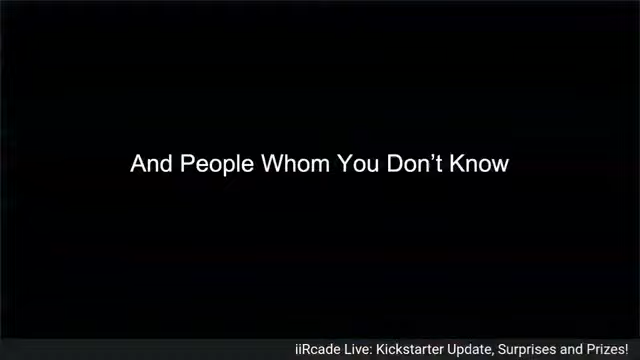 And People Whom You Don’t Know
iiRcade Live: Kickstarter Update, Surprises and Prizes!